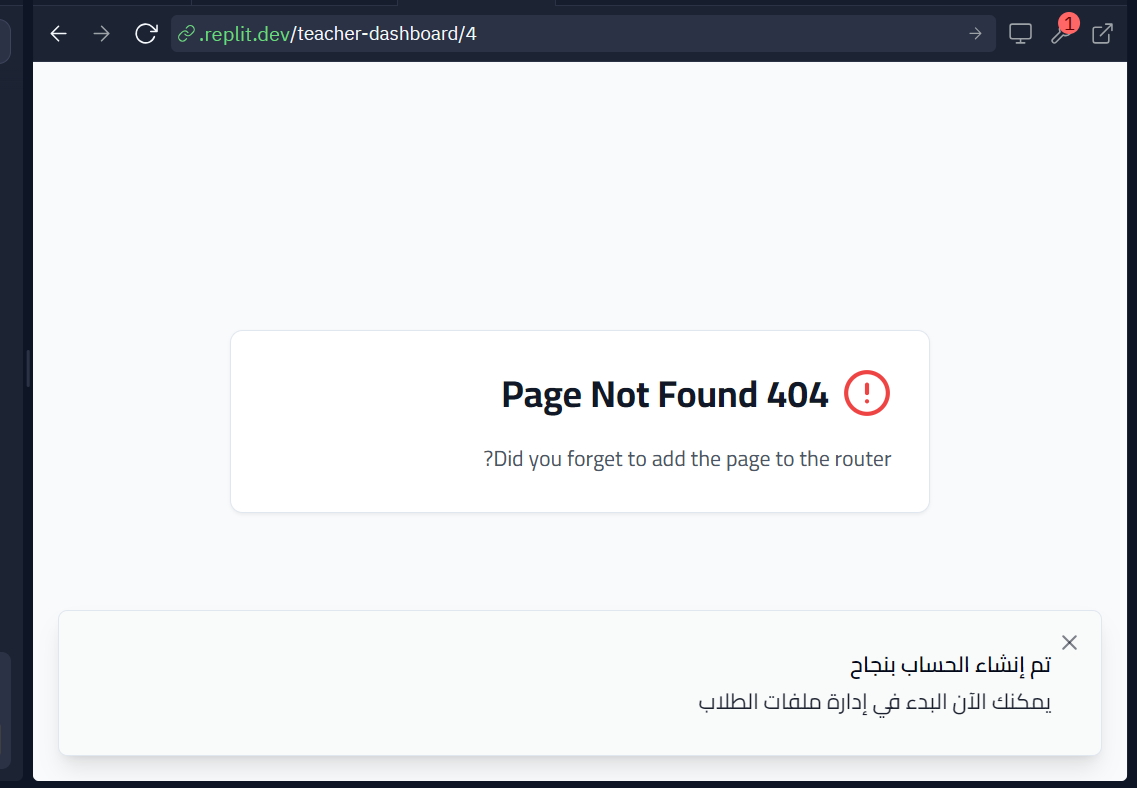 .replit.dev/teacher-dashboard/4
1
Page Not Found 404
?Did you forget to add the page to the router
تم إنشاء الحساب بنجاح
يمكنك الآن البدء في إدارة ملفات الطلاب